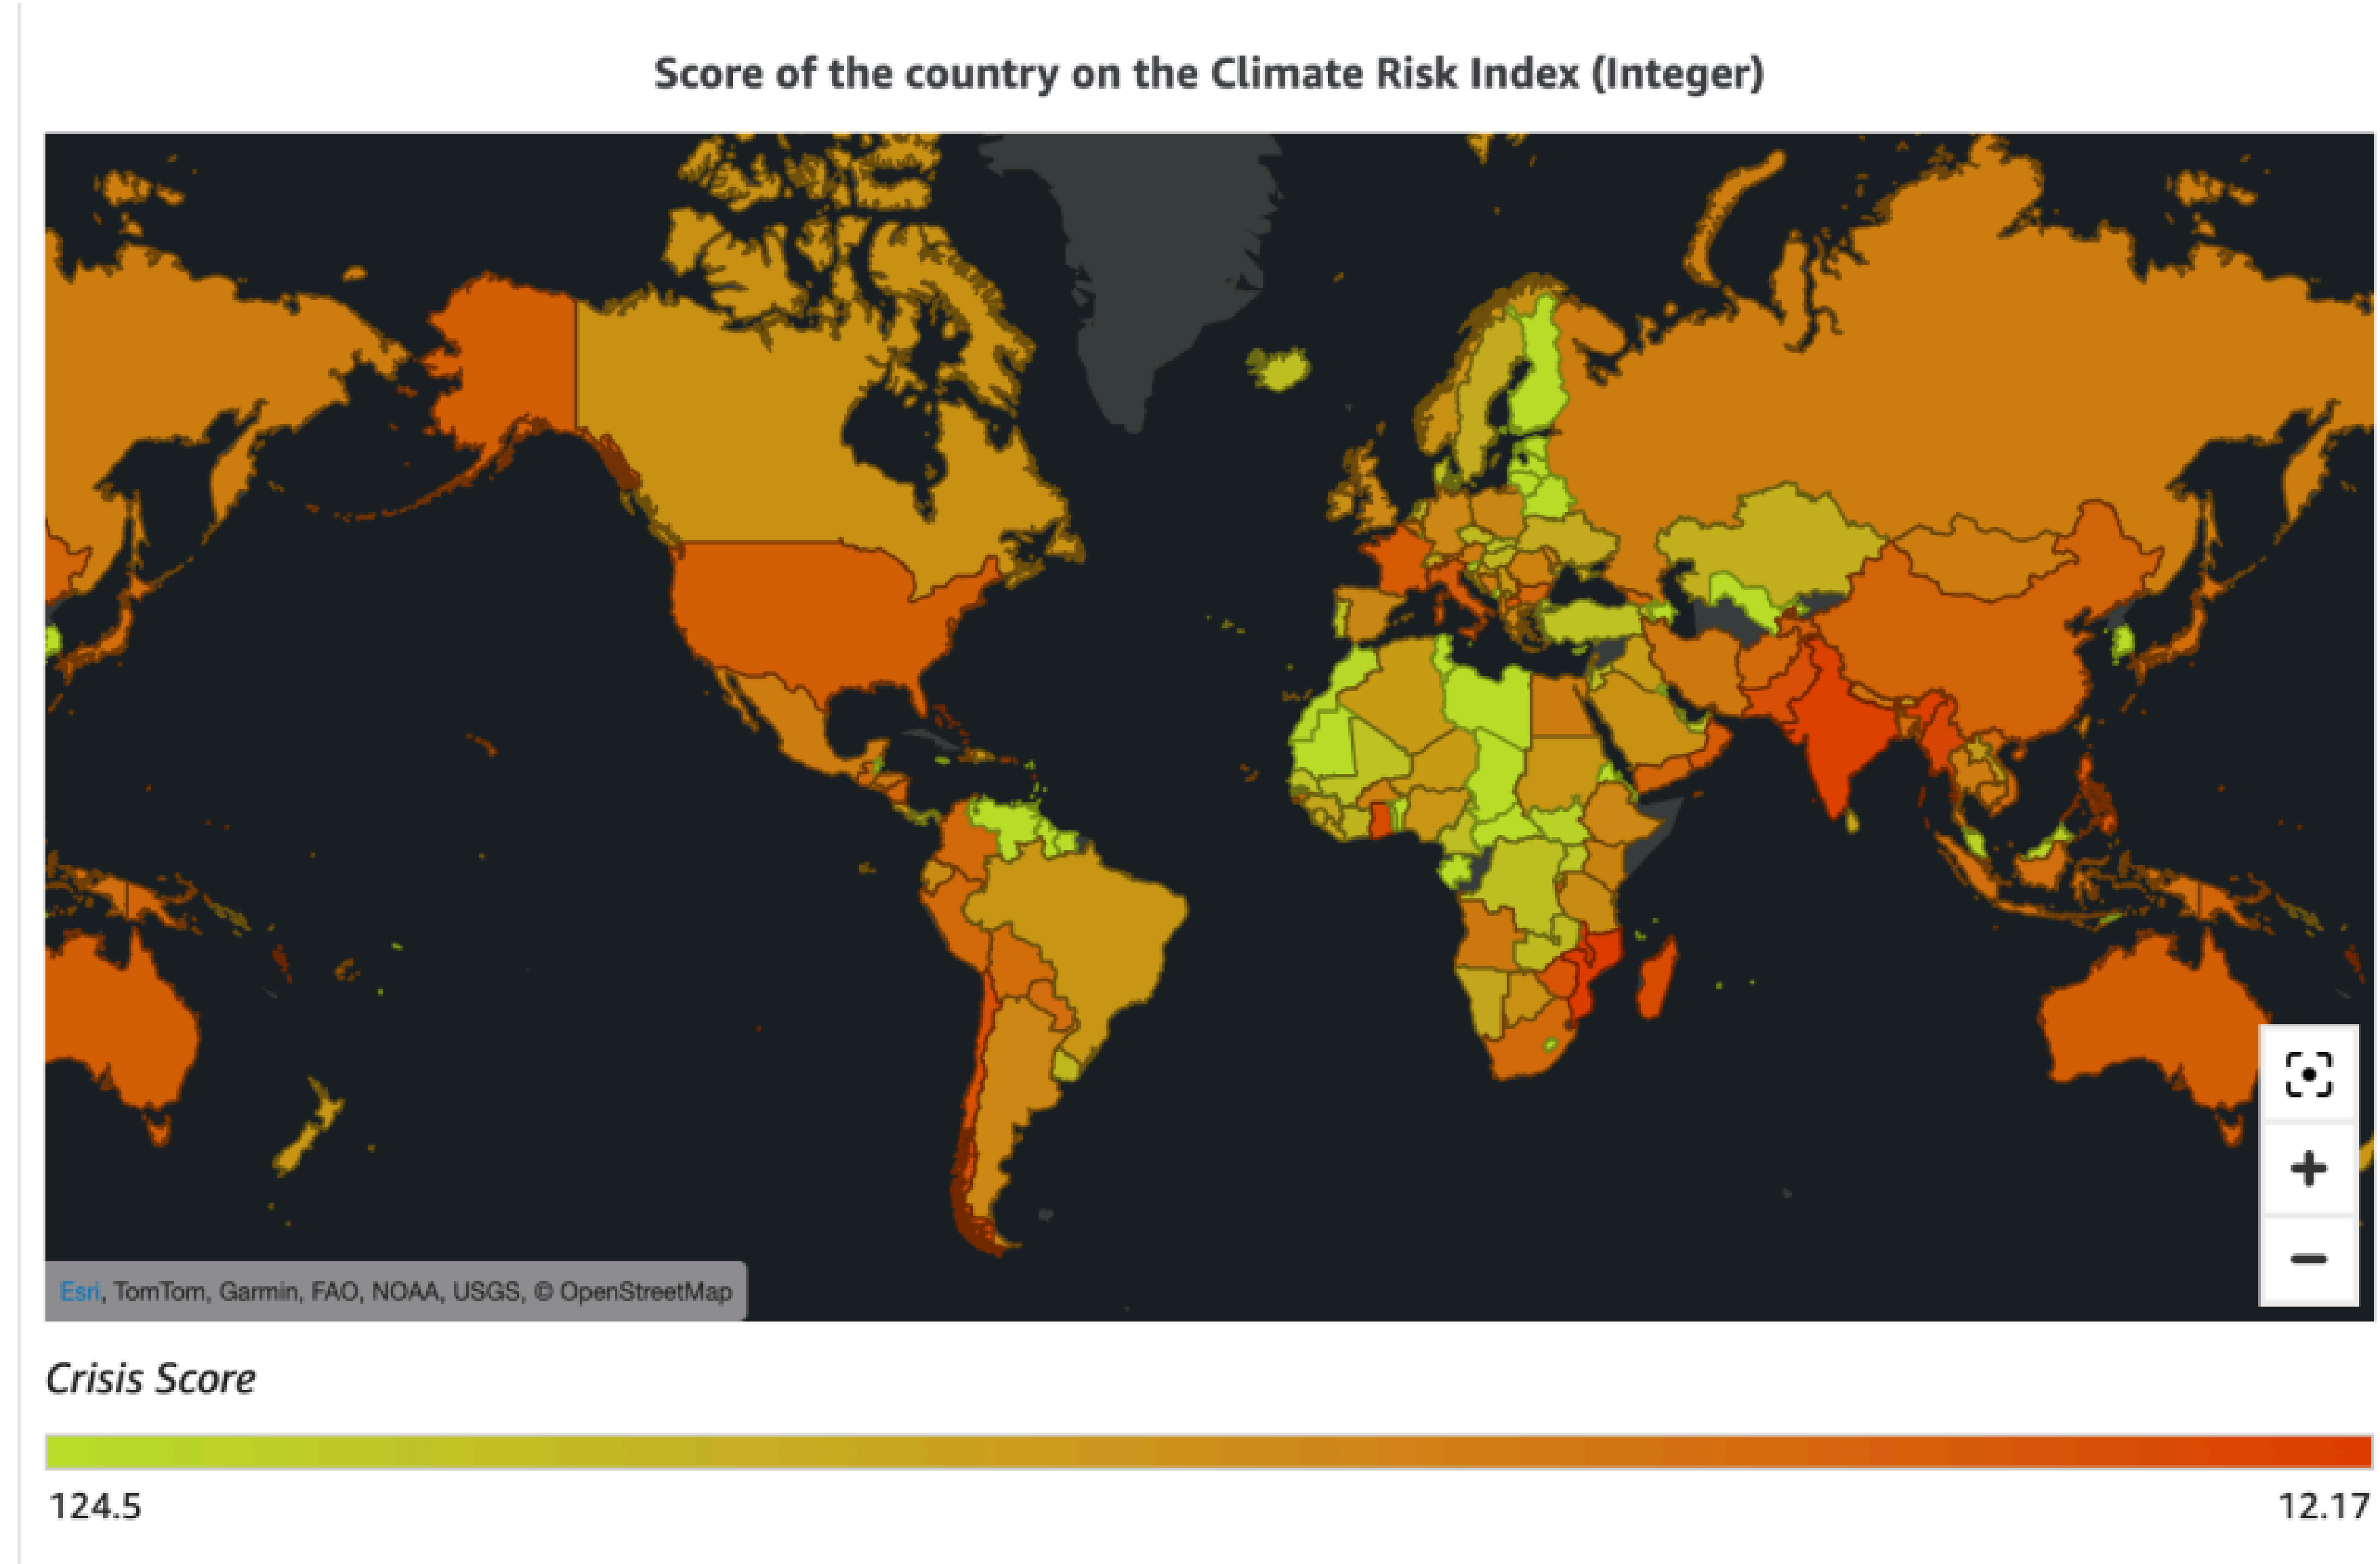 Score of the country on the Climate Risk Index (Integer)
Esri, TomTom, Garmin, FAO, NOAA, USGS, © OpenStreetMap
Crisis Score
124.5
12.17